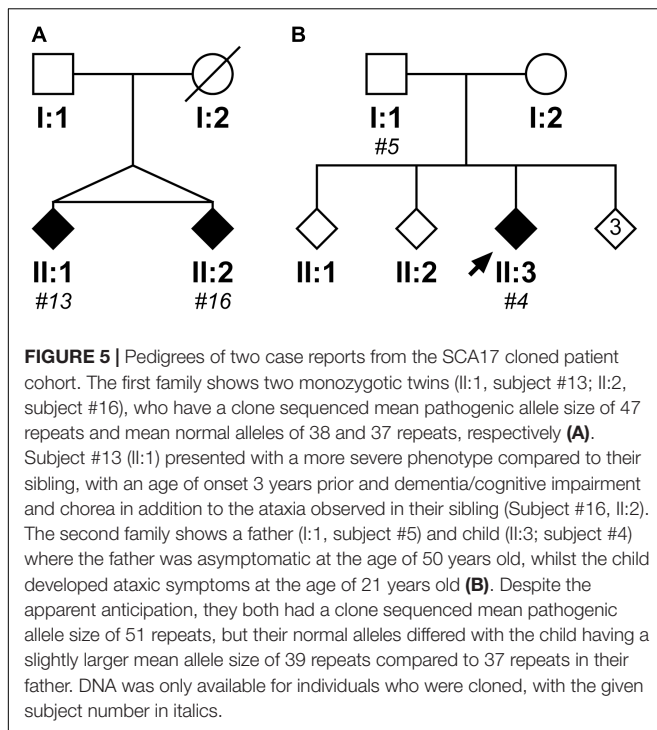 A
B
I:1
I:2
I:1
I:2
#5
3
II:1
II:2
II:1
II:2
II:3
#13
#16
#4
FIGURE 5 | Pedigrees of two case reports from the SCA17 cloned patient
cohort. The first family shows two monozygotic twins (II:1, subject #13; II:2,
subject #16), who have a clone sequenced mean pathogenic allele size of 47
repeats and mean normal alleles of 38 and 37 repeats, respectively (A).
Subject #13 (II:1) presented with a more severe phenotype compared to their
sibling, with an age of onset 3 years prior and dementia/cognitive impairment
and chorea in addition to the ataxia observed in their sibling (Subject #16, II:2).
The second family shows a father (I:1, subject #5) and child (II:3; subject #4)
where the father was asymptomatic at the age of 50 years old, whilst the child
developed ataxic symptoms at the age of 21 years old (B). Despite the
apparent anticipation, they both had a clone sequenced mean pathogenic
allele size of 51 repeats, but their normal alleles differed with the child having a
slightly larger mean allele size of 39 repeats compared to 37 repeats in their
father. DNA was only available for individuals who were cloned, with the given
subject number in italics.